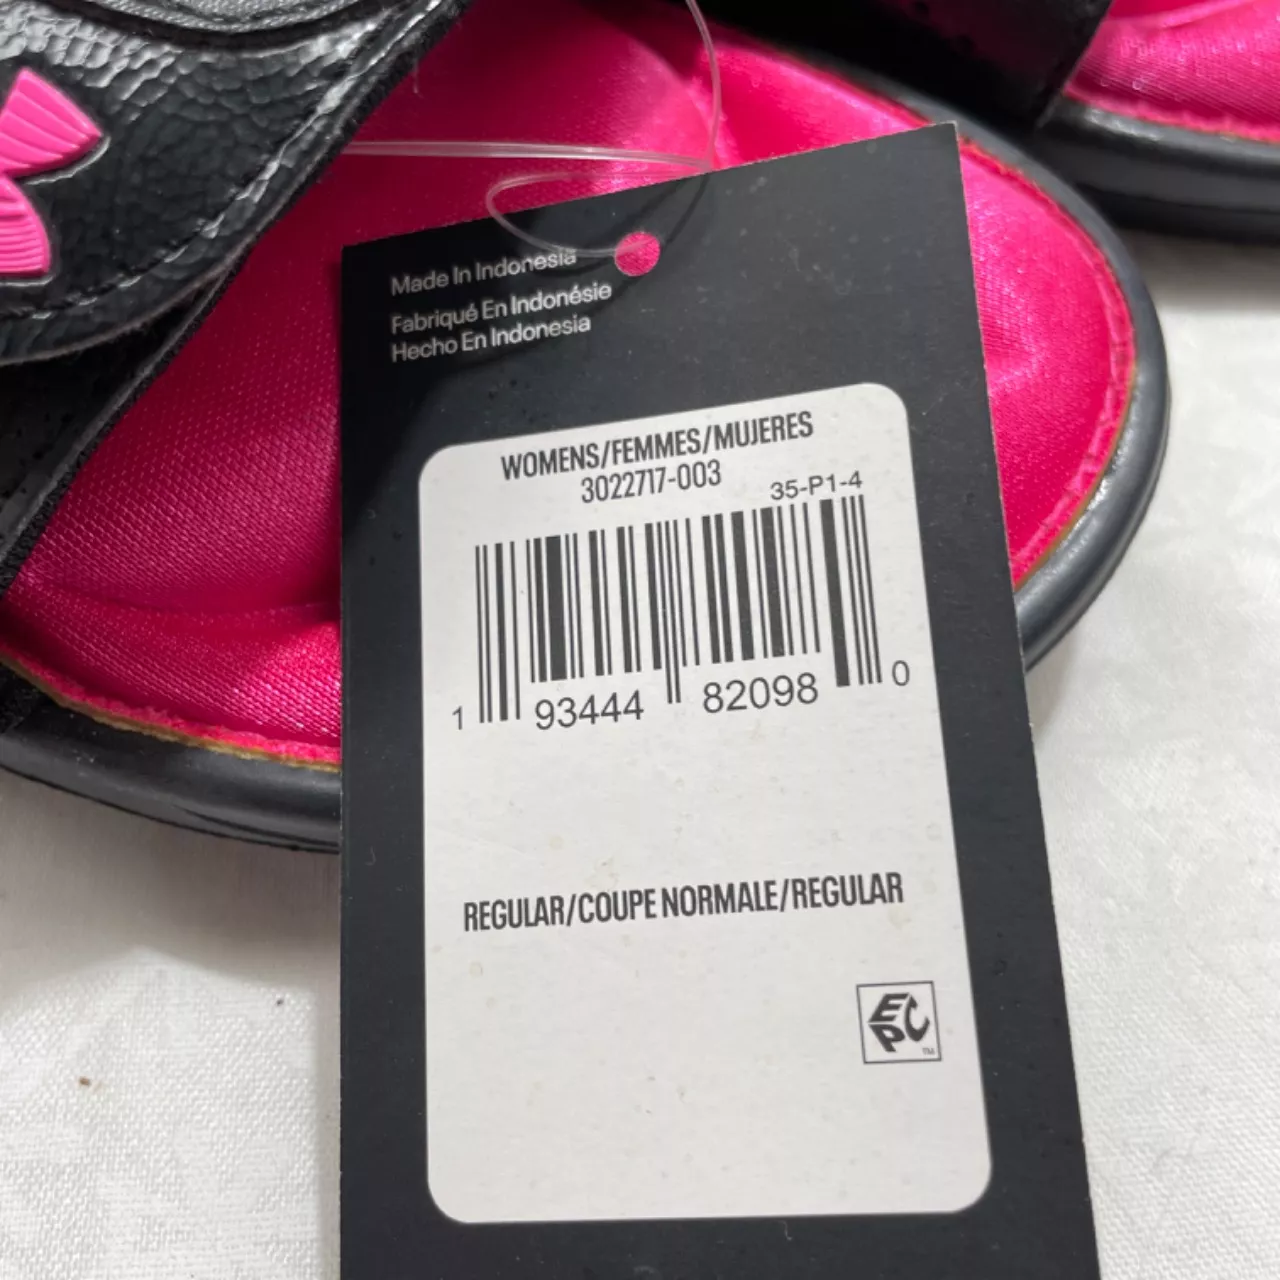 Made In Indonesia
Fabriqué En Indonésie
Hecho En Indonesia
WOMENS/FEMMES/MUJERES
3022717-003
35-P1-4
1 93444 82098 0
REGULAR/COUPE NORMALE/REGULAR
EPC
TM